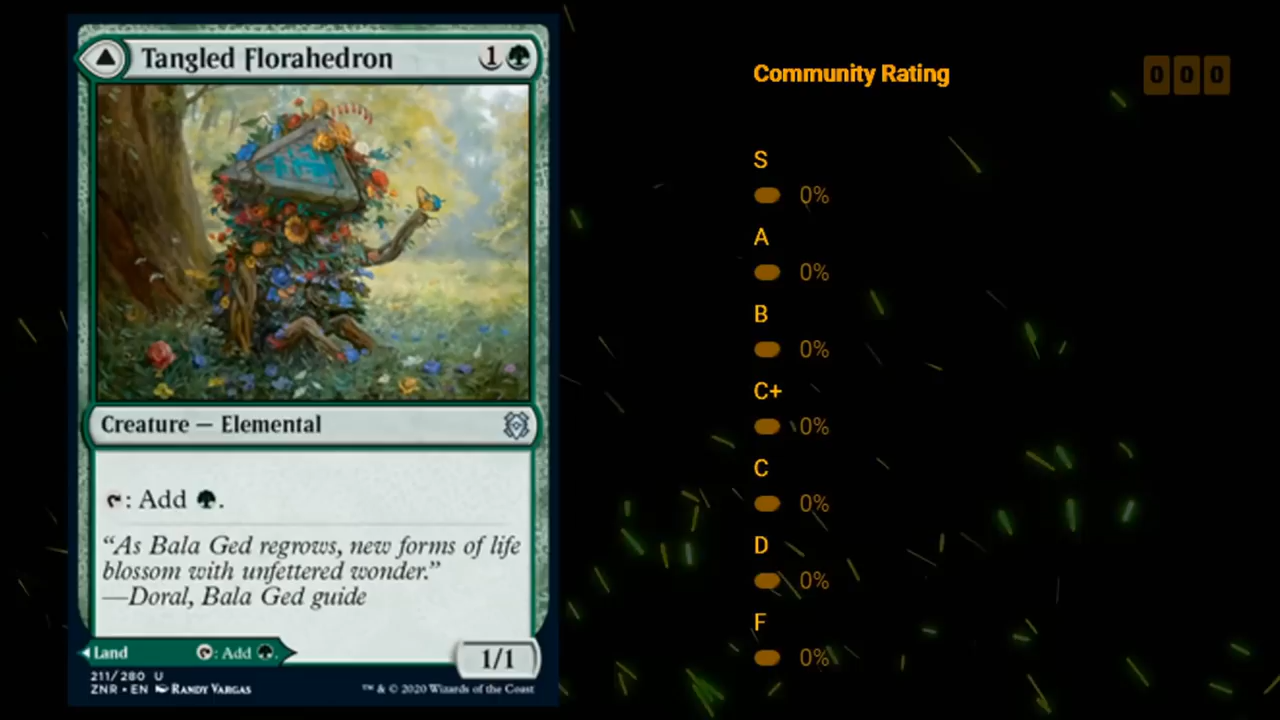 Tangled Florahedron 1
Creature — Elemental
: Add .
“As Bala Ged regrows, new forms of life
blossom with unfettered wonder.”
—Doral, Bala Ged guide
Land : Add .
1/1
211/280 U
ZNR • EN Randy Vargas
™ & © 2020 Wizards of the Coast
Community Rating
000
S
0%
A
0%
B
0%
C+
0%
C
0%
D
0%
F
0%